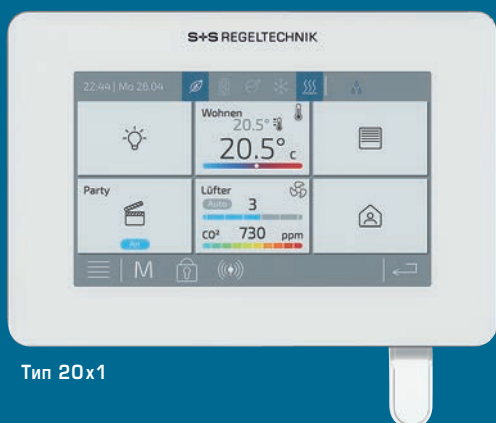 S+S REGELTECHNIK
22:44 | Mo 26.04
Wohnen
20.5°
20.5° c
Party
An
Lüfter
Auto 3
CO² 730 ppm
M
Тип 20x1